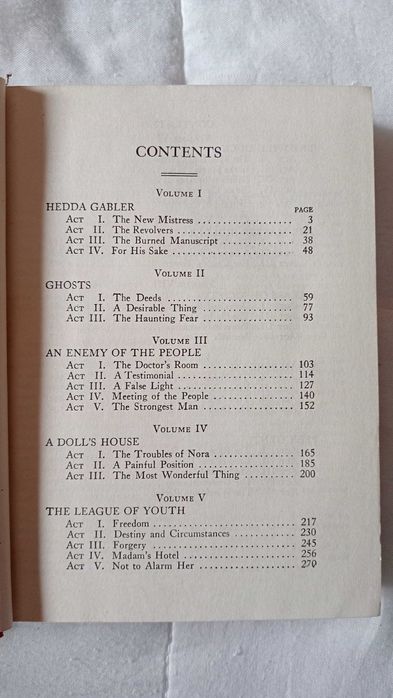 CONTENTS
VOLUME I
HEDDA GABLER PAGE
ACT I. The New Mistress .................... 3
ACT II. The Revolvers .................... 21
ACT III. The Burned Manuscript .................... 38
ACT IV. For His Sake .................... 48
VOLUME II
GHOSTS
ACT I. The Deeds .................... 59
ACT II. A Desirable Thing .................... 77
ACT III. The Haunting Fear .................... 93
VOLUME III
AN ENEMY OF THE PEOPLE
ACT I. The Doctor's Room .................... 103
ACT II. A Testimonial .................... 114
ACT III. A False Light .................... 127
ACT IV. Meeting of the People .................... 140
ACT V. The Strongest Man .................... 152
VOLUME IV
A DOLL'S HOUSE
ACT I. The Troubles of Nora .................... 165
ACT II. A Painful Position .................... 185
ACT III. The Most Wonderful Thing .................... 200
VOLUME V
THE LEAGUE OF YOUTH
ACT I. Freedom .................... 217
ACT II. Destiny and Circumstances .................... 230
ACT III. Forgery .................... 245
ACT IV. Madam's Hotel .................... 256
ACT V. Not to Alarm Her .................... 270